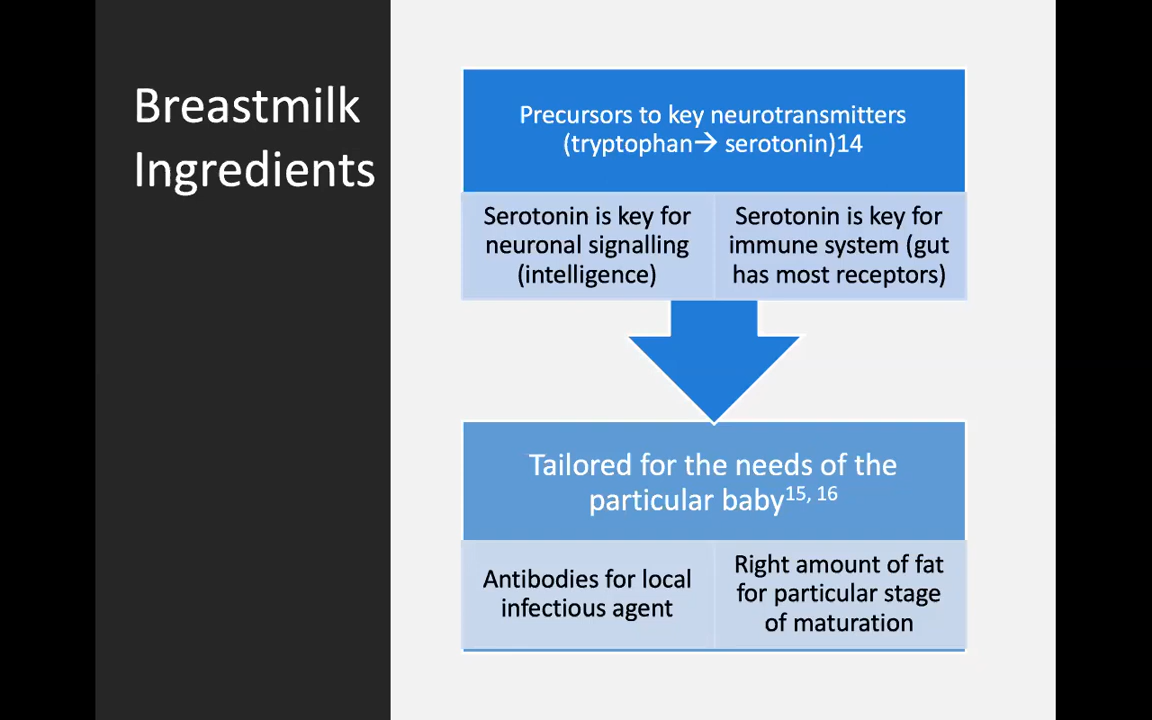 Breastmilk
Ingredients
Precursors to key neurotransmitters
(tryptophan→ serotonin)14
Serotonin is key for
neuronal signalling
(intelligence)
Serotonin is key for
immune system (gut
has most receptors)
Tailored for the needs of the
particular baby15, 16
Antibodies for local
infectious agent
Right amount of fat
for particular stage
of maturation